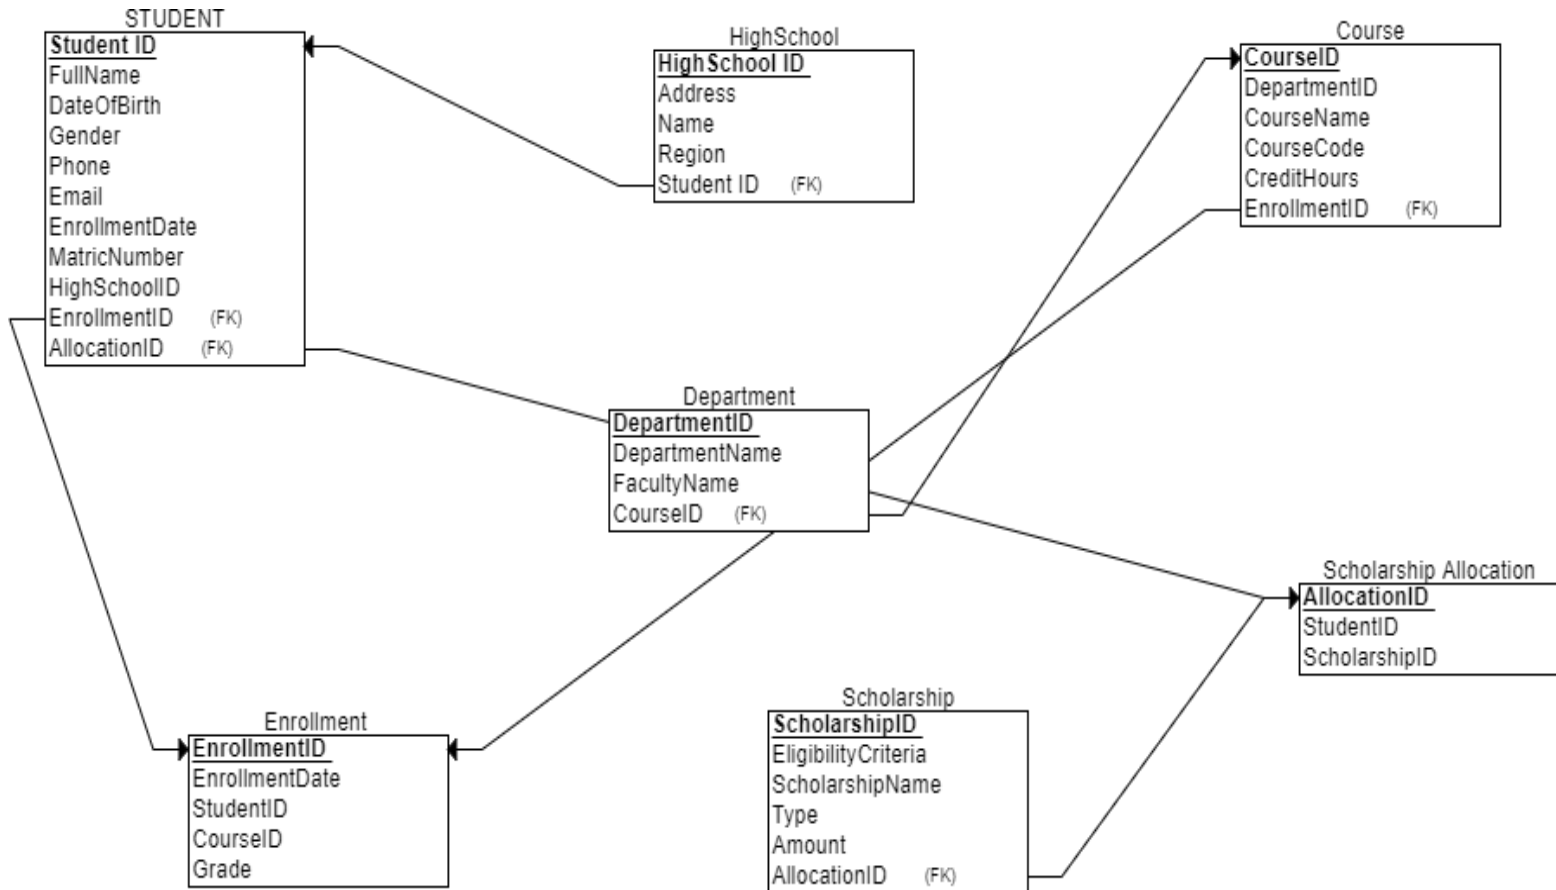 STUDENT
Student ID
FullName
DateOfBirth
Gender
Phone
Email
EnrollmentDate
MatricNumber
HighSchoolID
EnrollmentID (FK)
AllocationID (FK)
HighSchool
HighSchool ID
Address
Name
Region
Student ID (FK)
Course
CourseID
DepartmentID
CourseName
CourseCode
CreditHours
EnrollmentID (FK)
Department
DepartmentID
DepartmentName
FacultyName
CourseID (FK)
Scholarship Allocation
AllocationID
StudentID
ScholarshipID
Enrollment
EnrollmentID
EnrollmentDate
StudentID
CourseID
Grade
Scholarship
ScholarshipID
EligibilityCriteria
ScholarshipName
Type
Amount
AllocationID (FK)